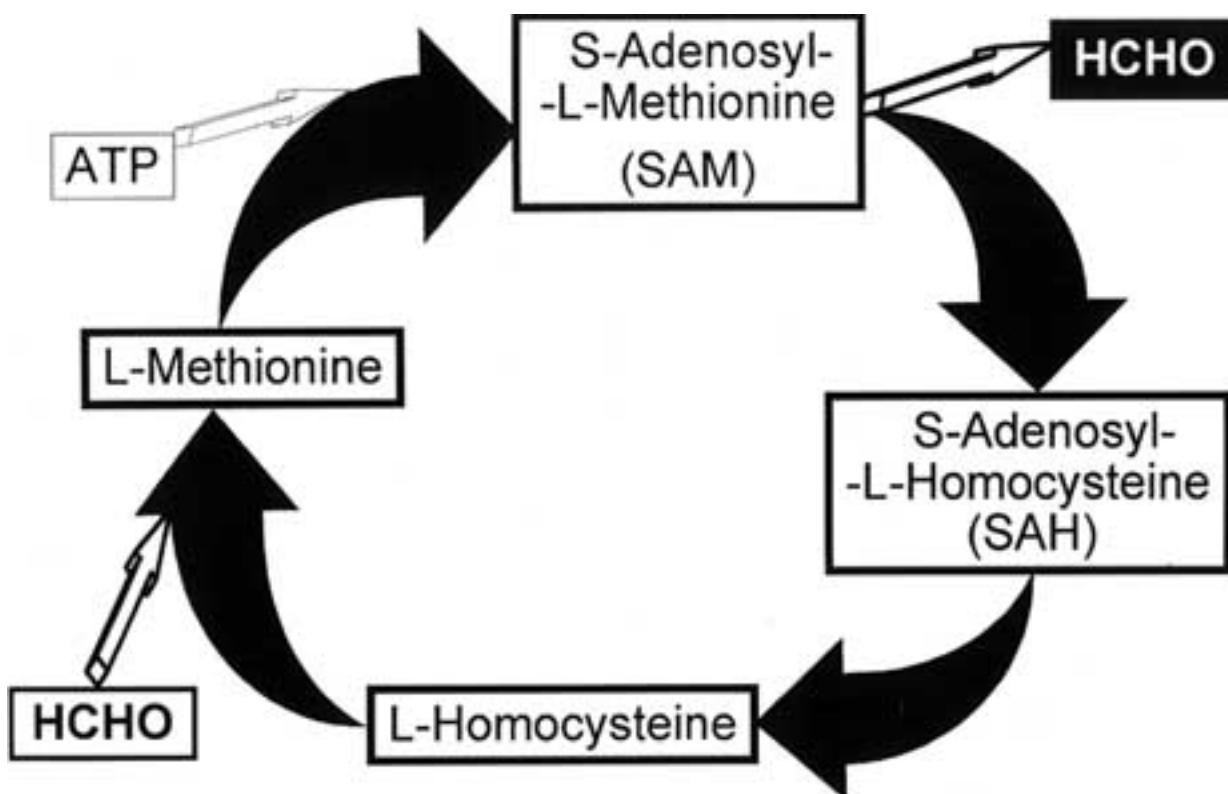 S-Adenosyl-
-L-Methionine
(SAM)
HCHO
ATP
L-Methionine
S-Adenosyl-
-L-Homocysteine
(SAH)
HCHO
L-Homocysteine